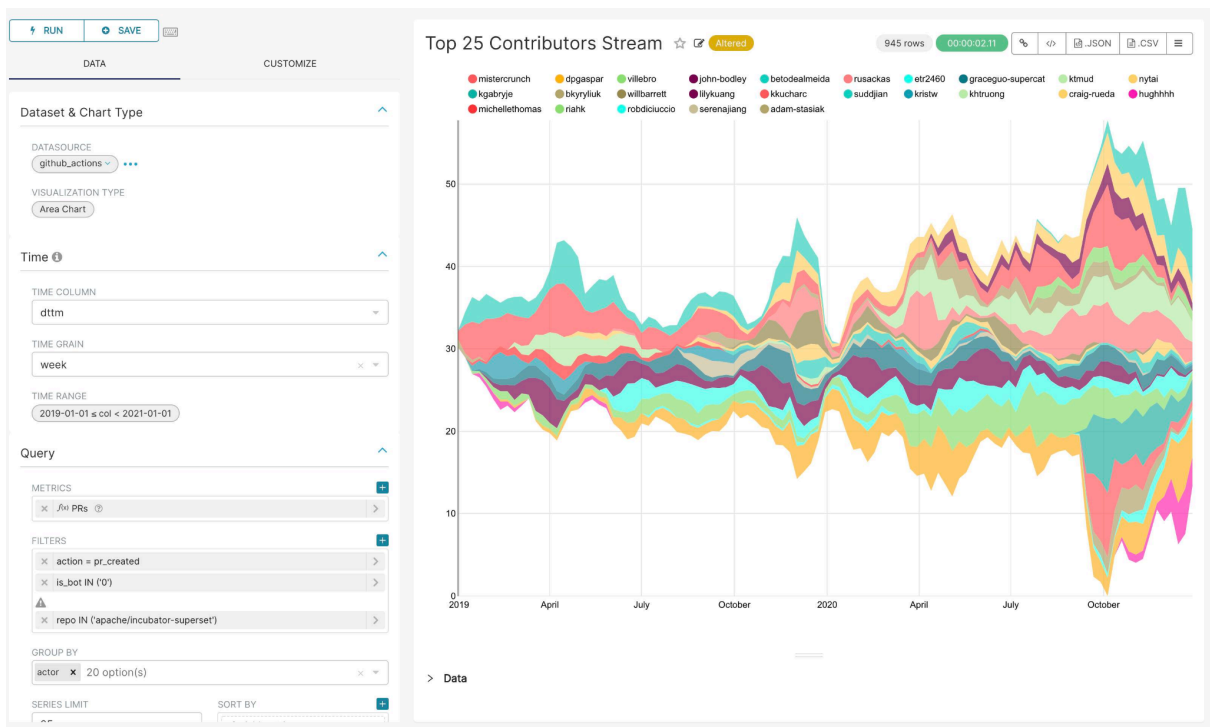 RUN
SAVE
DATA
CUSTOMIZE
Dataset & Chart Type
DATASOURCE
github_actions
VISUALIZATION TYPE
Area Chart
Time
TIME COLUMN
dttm
TIME GRAIN
week
TIME RANGE
2019-01-01 ≤ col < 2021-01-01
Query
METRICS
ƒ(x) PRs
FILTERS
action = pr_created
is_bot IN ('0')
repo IN ('apache/incubator-superset')
GROUP BY
actor × 20 option(s)
SERIES LIMIT SORT BY
Top 25 Contributors Stream Altered
945 rows 00:00:02.11 </> .JSON .CSV
mistercrunch dpgaspar villebro john-bodley betodealmeida rusackas etr2460 graceguo-supercat ktmud nytai
kgabryje bkyryliuk willbarrett lilykuang kkucharc suddjian kristw khtruong craig-rueda hughhhh
michellethomas riahk robdiciuccio serenajiang adam-stasiak
50
40
30
20
10
0
2019 April July October 2020 April July October
> Data